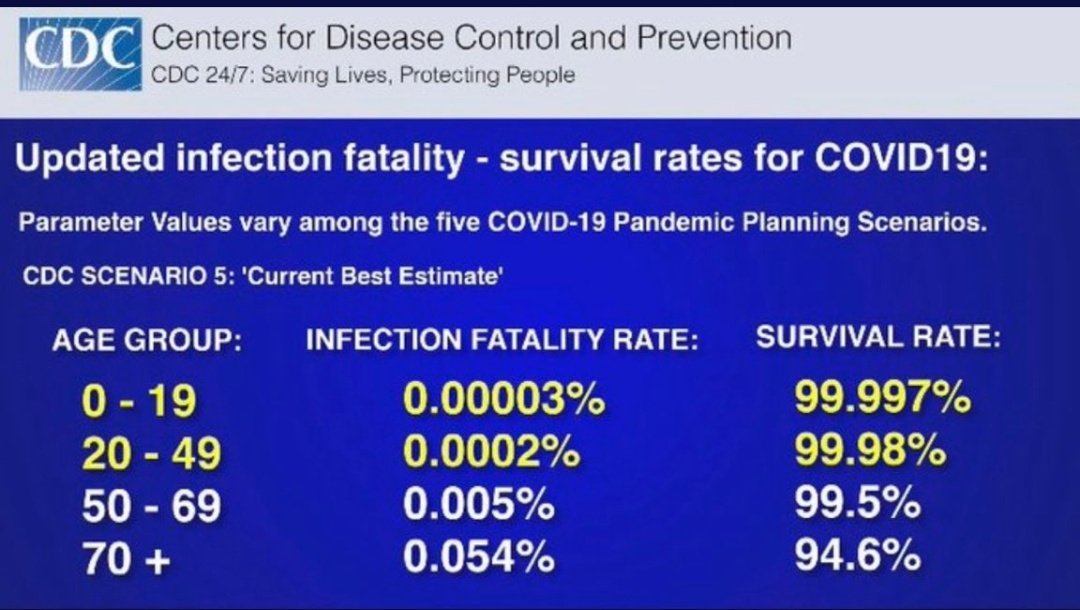 CDC Centers for Disease Control and Prevention
CDC 24/7: Saving Lives, Protecting People
Updated infection fatality - survival rates for COVID19:
Parameter Values vary among the five COVID-19 Pandemic Planning Scenarios.
CDC SCENARIO 5: 'Current Best Estimate'
AGE GROUP: INFECTION FATALITY RATE: SURVIVAL RATE:
0 - 19 0.00003% 99.997%
20 - 49 0.0002% 99.98%
50 - 69 0.005% 99.5%
70 + 0.054% 94.6%